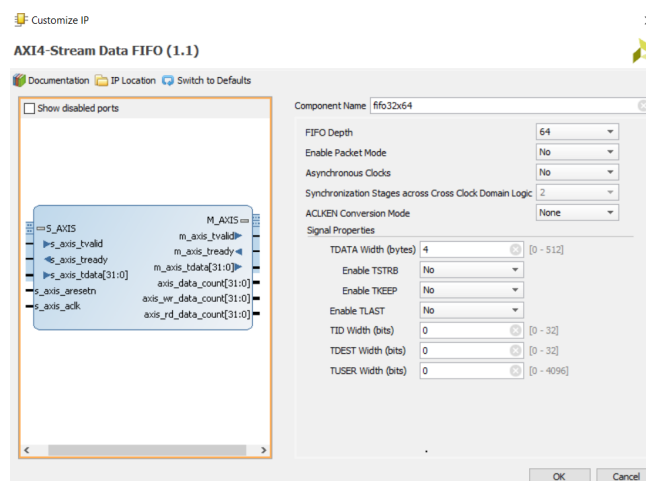 Customize IP
AXI4-Stream Data FIFO (1.1)
Documentation IP Location Switch to Defaults
Show disabled ports
S_AXIS
s_axis_tvalid
s_axis_tready
s_axis_tdata[31:0]
s_axis_aresetn
s_axis_aclk
M_AXIS
m_axis_tvalid
m_axis_tready
m_axis_tdata[31:0]
axis_data_count[31:0]
axis_wr_data_count[31:0]
axis_rd_data_count[31:0]
Component Name fifo32x64
FIFO Depth 64
Enable Packet Mode No
Asynchronous Clocks No
Synchronization Stages across Cross Clock Domain Logic 2
ACLKEN Conversion Mode None
Signal Properties
TDATA Width (bytes) 4 [0 - 512]
Enable TSTRB No
Enable TKEEP No
Enable TLAST No
TID Width (bits) 0 [0 - 32]
TDEST Width (bits) 0 [0 - 32]
TUSER Width (bits) 0 [0 - 4096]
OK Cancel